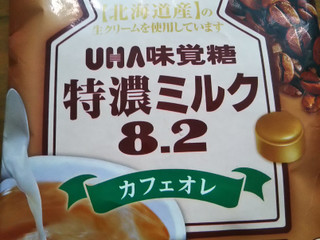 【北海道産】の
生クリームを使用しています
UHA味覚糖
特濃ミルク
8.2
カフェオレ